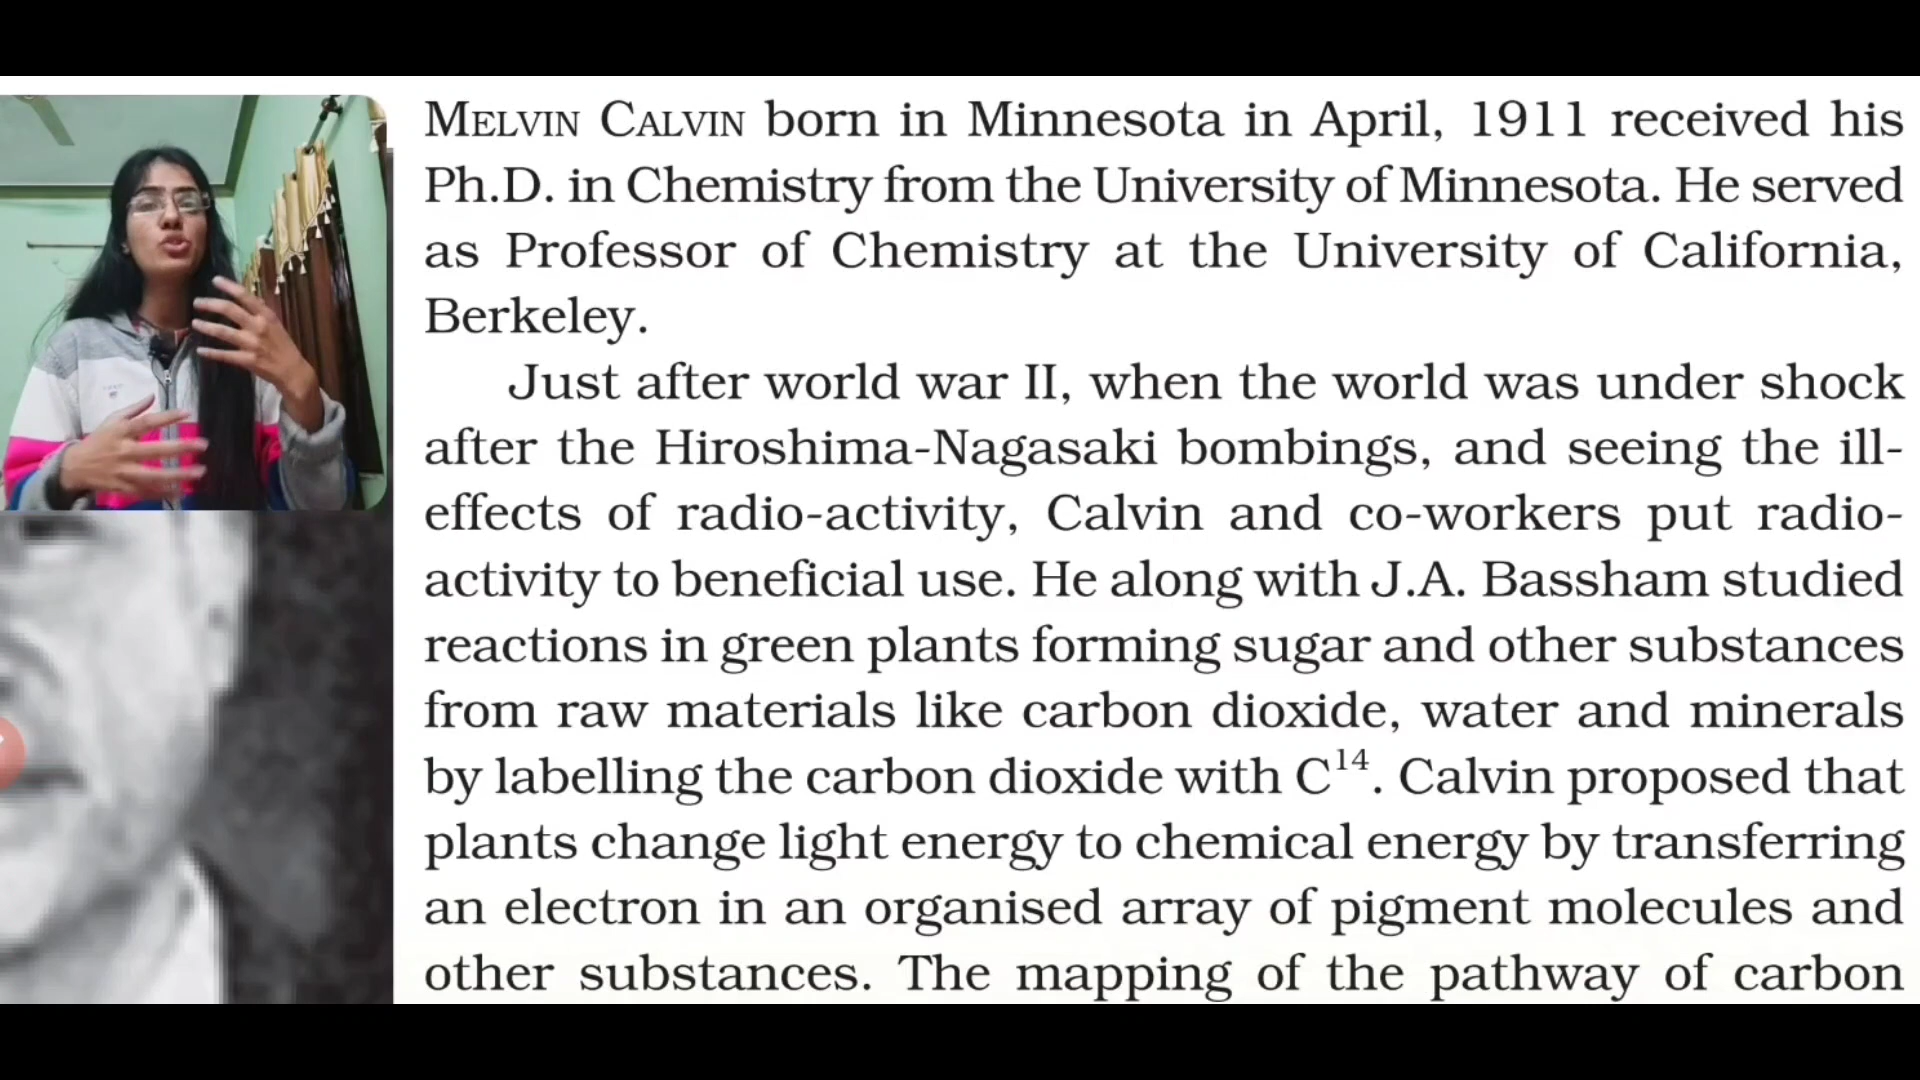 MELVIN CALVIN born in Minnesota in April, 1911 received his
Ph.D. in Chemistry from the University of Minnesota. He served
as Professor of Chemistry at the University of California,
Berkeley.
Just after world war II, when the world was under shock
after the Hiroshima-Nagasaki bombings, and seeing the ill-
effects of radio-activity, Calvin and co-workers put radio-
activity to beneficial use. He along with J.A. Bassham studied
reactions in green plants forming sugar and other substances
from raw materials like carbon dioxide, water and minerals
by labelling the carbon dioxide with C¹⁴. Calvin proposed that
plants change light energy to chemical energy by transferring
an electron in an organised array of pigment molecules and
other substances. The mapping of the pathway of carbon